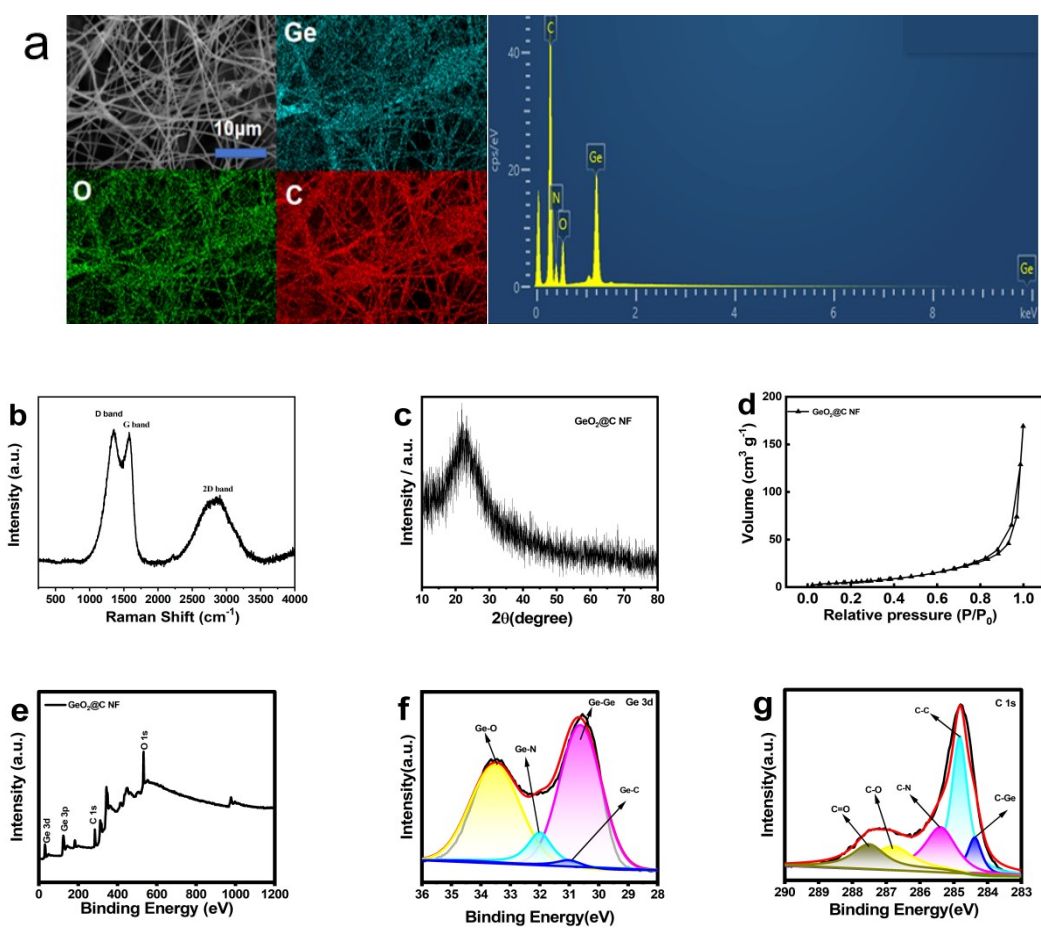 a
Ge
10μm
O
C
cps/eV
40
20
0
C
N
O
Ge
Ge
0
2
4
6
8
keV
b
Intensity (a.u.)
D band
G band
2D band
500 1000 1500 2000 2500 3000 3500 4000
Raman Shift (cm⁻¹)
c
Intensity / a.u.
GeO₂@C NF
10 20 30 40 50 60 70 80
2θ(degree)
d
Volume (cm³ g⁻¹)
GeO₂@C NF
200
150
100
50
0
0.0 0.2 0.4 0.6 0.8 1.0
Relative pressure (P/P₀)
e
Intensity(a.u.)
GeO₂@C NF
Ge 3d
Ge 3p
C 1s
O 1s
0 200 400 600 800 1000 1200
Binding Energy (eV)
f
Intensity(a.u.)
Ge 3d
Ge-O
Ge-N
Ge-Ge
Ge-C
36 35 34 33 32 31 30 29 28
Binding Energy(eV)
g
Intensity(a.u.)
C 1s
C=O
C-O
C-N
C-C
C-Ge
290 289 288 287 286 285 284 283
Binding Energy(eV)